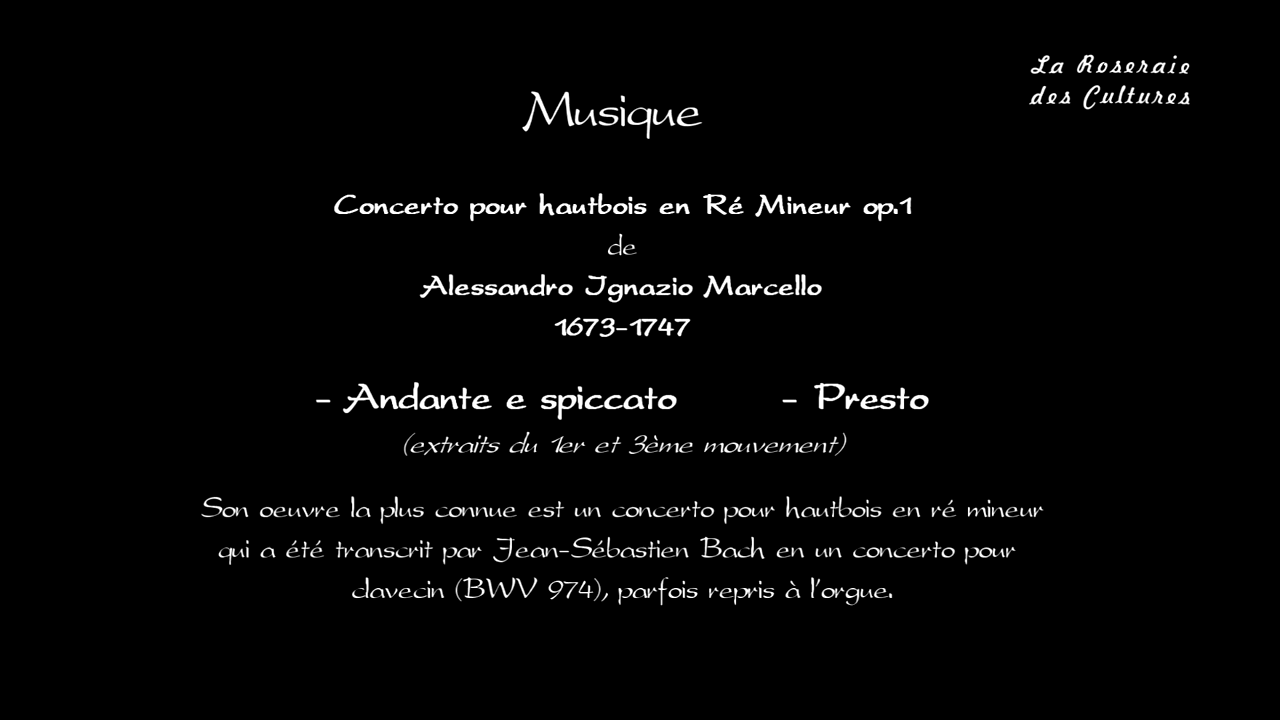 La Roseraie
des Cultures
Musique
Concerto pour hautbois en Ré Mineur op.1
de
Alessandro Ignazio Marcello
1673-1747
- Andante e spiccato - Presto
(extraits du 1er et 3ème mouvement)
Son oeuvre la plus connue est un concerto pour hautbois en ré mineur
qui a été transcrit par Jean-Sébastien Bach en un concerto pour
clavecin (BWV 974), parfois repris à l'orgue.